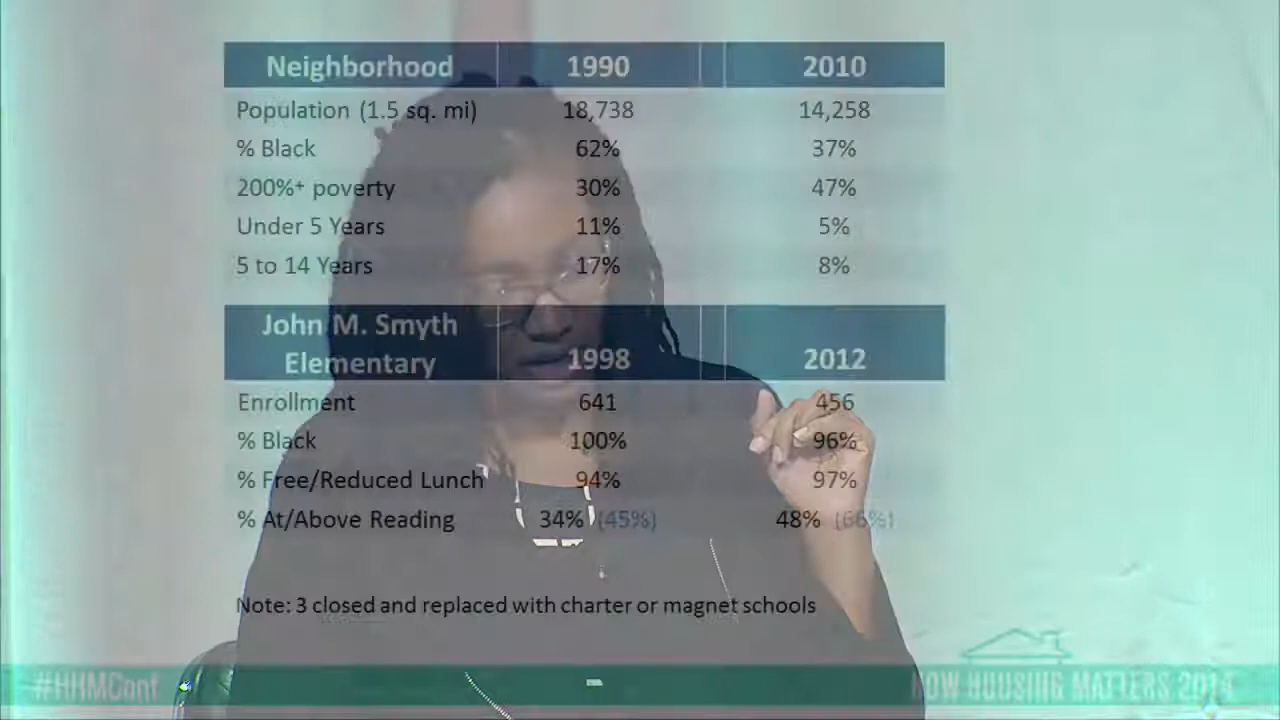 Neighborhood 1990 2010
Population (1.5 sq. mi) 18,738 14,258
% Black 62% 37%
200%+ poverty 30% 47%
Under 5 Years 11% 5%
5 to 14 Years 17% 8%
John M. Smyth
Elementary 1998 2012
Enrollment 641 456
% Black 100% 96%
% Free/Reduced Lunch 94% 97%
% At/Above Reading 34% (45%) 48% (66%)
Note: 3 closed and replaced with charter or magnet schools
#HHMConf HOW HOUSING MATTERS 2014